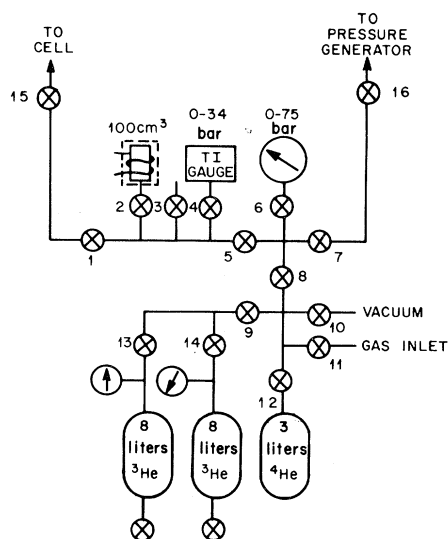 TO
CELL
TO
PRESSURE
GENERATOR
15
16
100cm³
0-34
bar
0-75
bar
TI
GAUGE
2
3
4
6
1
5
7
8
9
10
VACUUM
11
GAS INLET
13
14
12
8
liters
³He
8
liters
³He
3
liters
⁴He